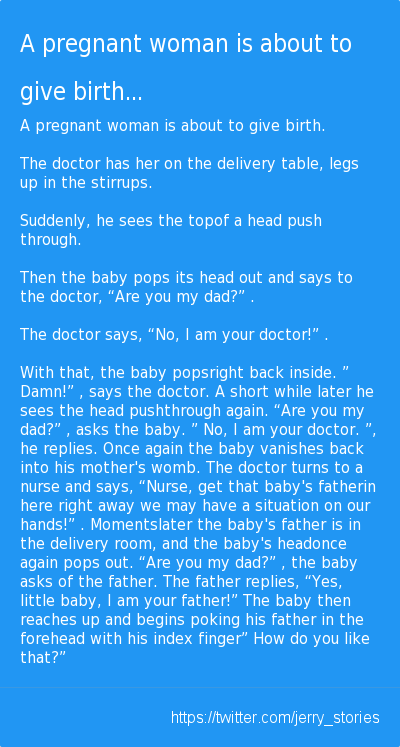 A pregnant woman is about to
give birth...
A pregnant woman is about to give birth.
The doctor has her on the delivery table, legs
up in the stirrups.
Suddenly, he sees the topof a head push
through.
Then the baby pops its head out and says to
the doctor, “Are you my dad?” .
The doctor says, “No, I am your doctor!” .
With that, the baby popsright back inside. ”
Damn!” , says the doctor. A short while later he
sees the head pushthrough again. “Are you my
dad?” , asks the baby. ” No, I am your doctor. ”,
he replies. Once again the baby vanishes back
into his mother's womb. The doctor turns to a
nurse and says, “Nurse, get that baby's fatherin
here right away we may have a situation on our
hands!” . Momentslater the baby's father is in
the delivery room, and the baby's headonce
again pops out. “Are you my dad?” , the baby
asks of the father. The father replies, “Yes,
little baby, I am your father!” The baby then
reaches up and begins poking his father in the
forehead with his index finger” How do you like
that?”
https://twitter.com/jerry_stories